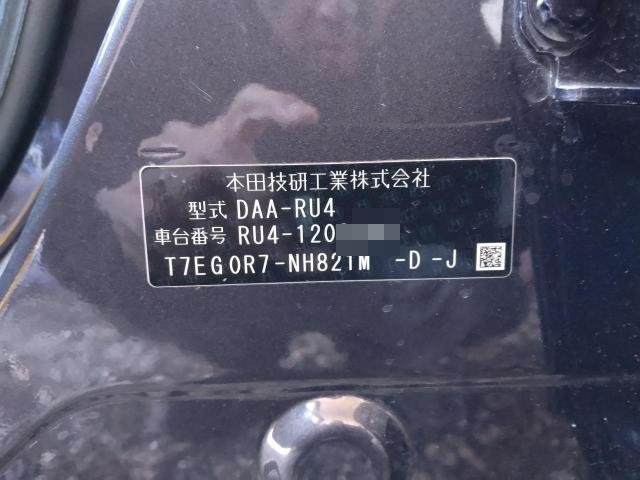 本田技研工業株式会社
型式 DAA-RU4
車台番号 RU4-120
T7EG0R7-NH821M -D-J